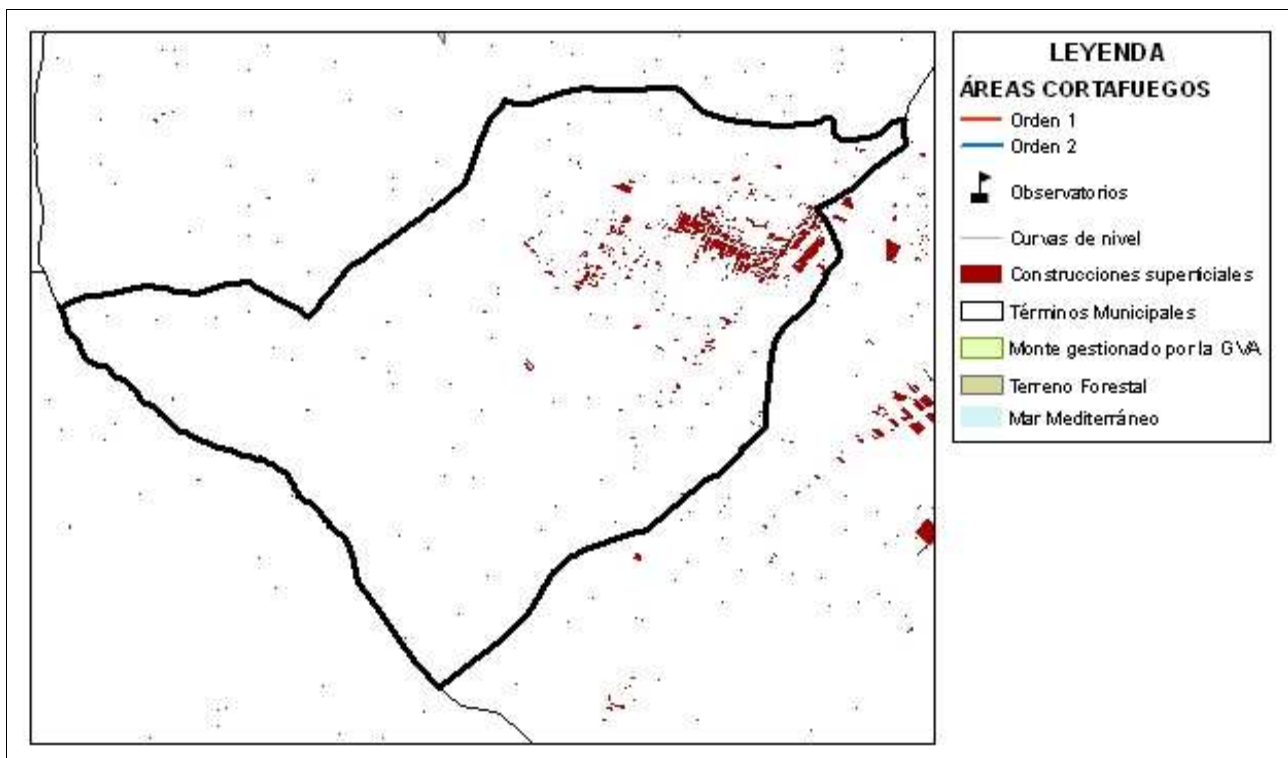 LEYENDA
ÁREAS CORTAFUEGOS
Orden 1
Orden 2
Observatorios
Curvas de nivel
Construcciones superficiales
Términos Municipales
Monte gestionado por la GVA
Terreno Forestal
Mar Mediterráneo